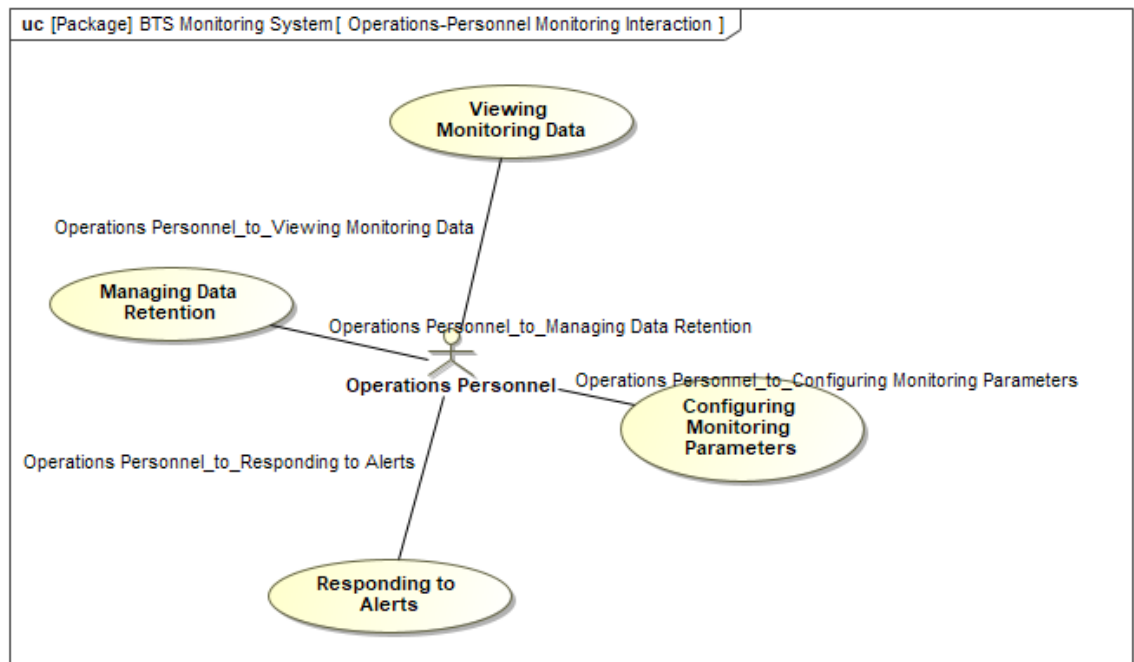 uc [Package] BTS Monitoring System[ Operations-Personnel Monitoring Interaction ]
Viewing
Monitoring Data
Operations Personnel_to_Viewing Monitoring Data
Managing Data
Retention
Operations Personnel_to_Managing Data Retention
Operations Personnel
Operations Personnel_to_Configuring Monitoring Parameters
Configuring
Monitoring
Parameters
Operations Personnel_to_Responding to Alerts
Responding to
Alerts